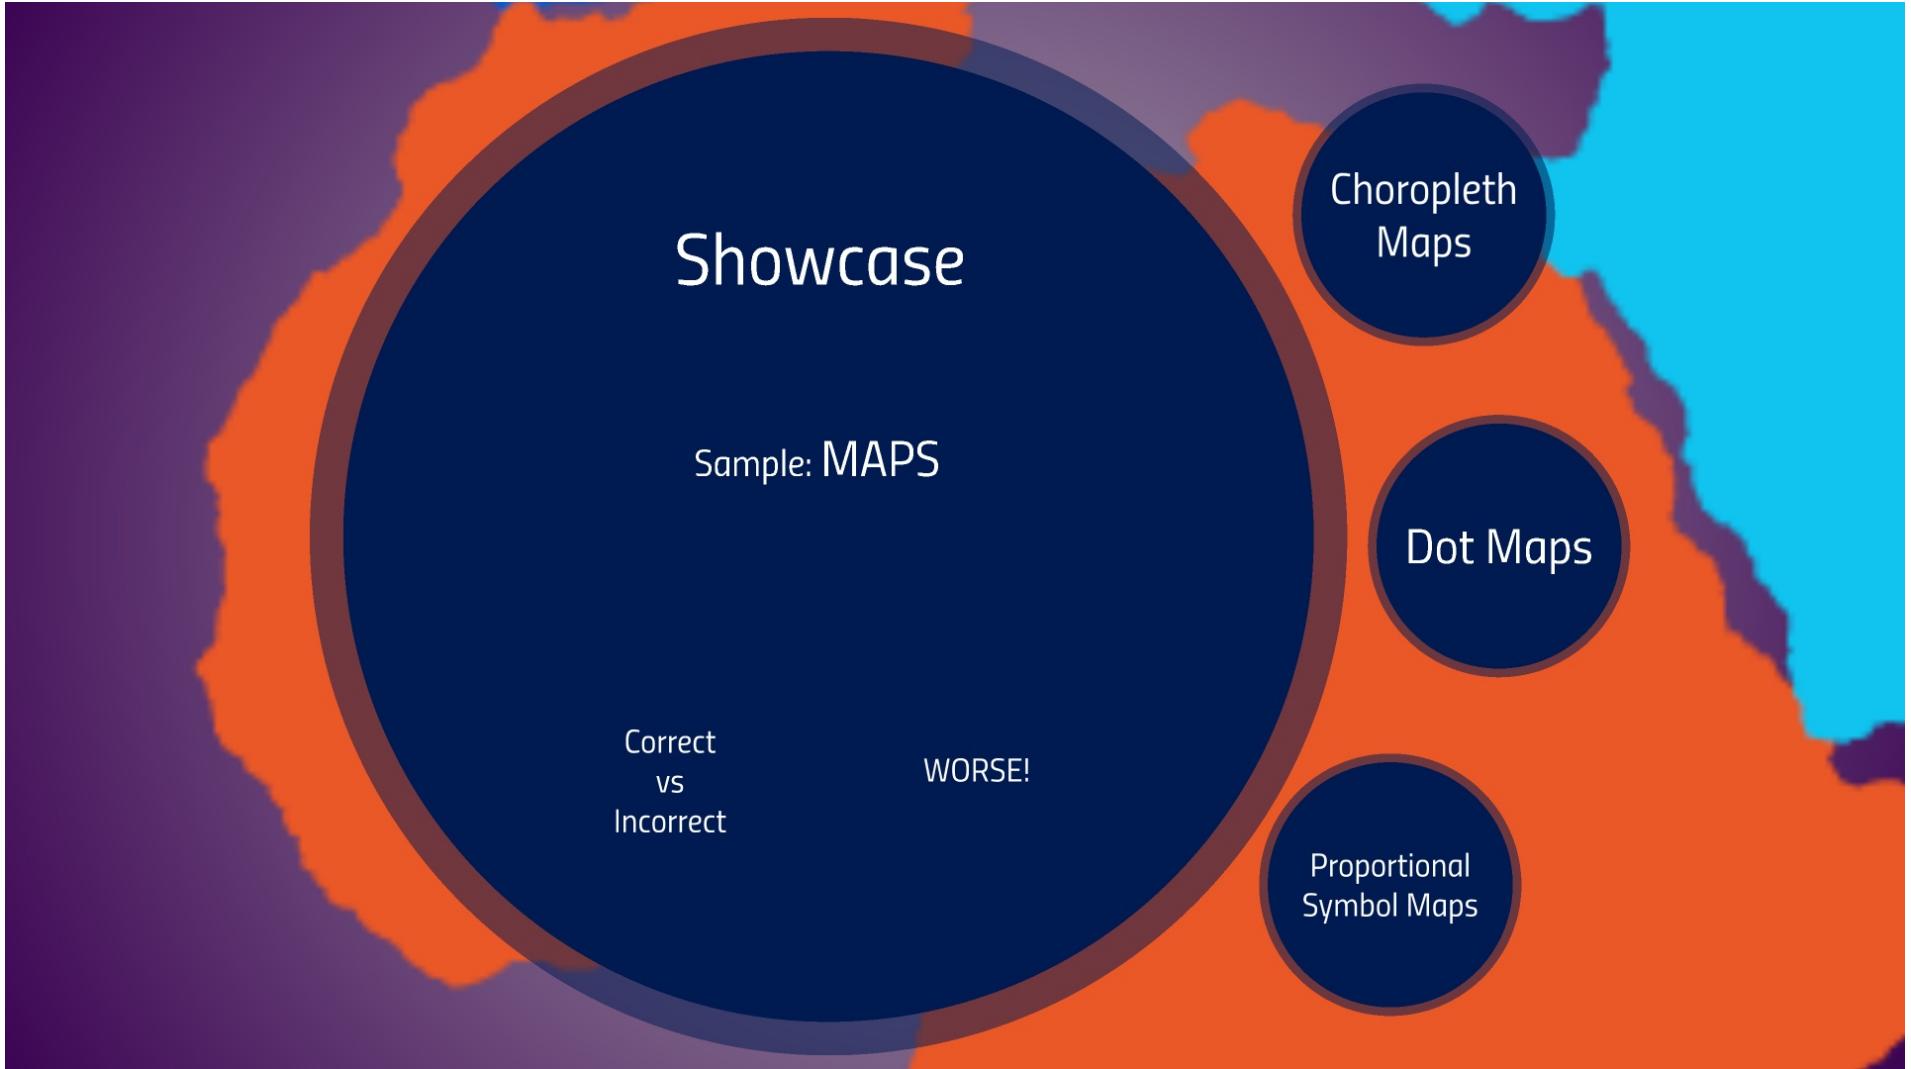 Showcase
Sample: MAPS
Correct
vs
Incorrect
WORSE!
Choropleth
Maps
Dot Maps
Proportional
Symbol Maps